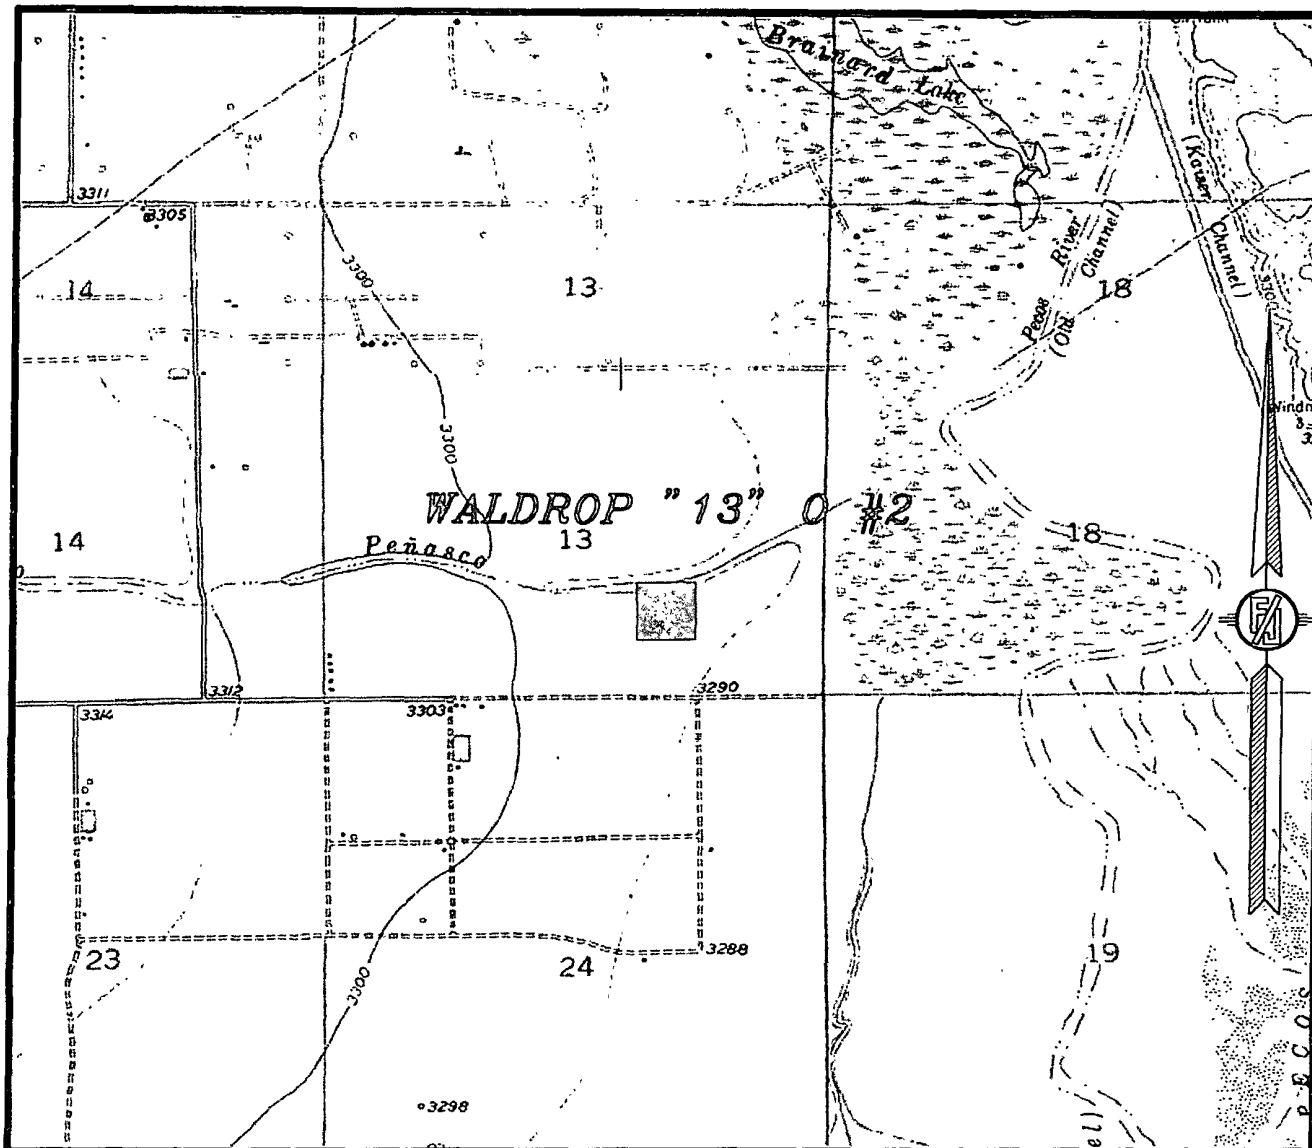 Brainard Lake
3311
3305
(Kaiser Channel)
3300
14
13
18
Pecos River
(Old Channel)
3300
WALDROP "13" O #2
14
Peñasco
13
18
3312
3290
3314
3303
3288
23
24
19
3300
3298
PECOS